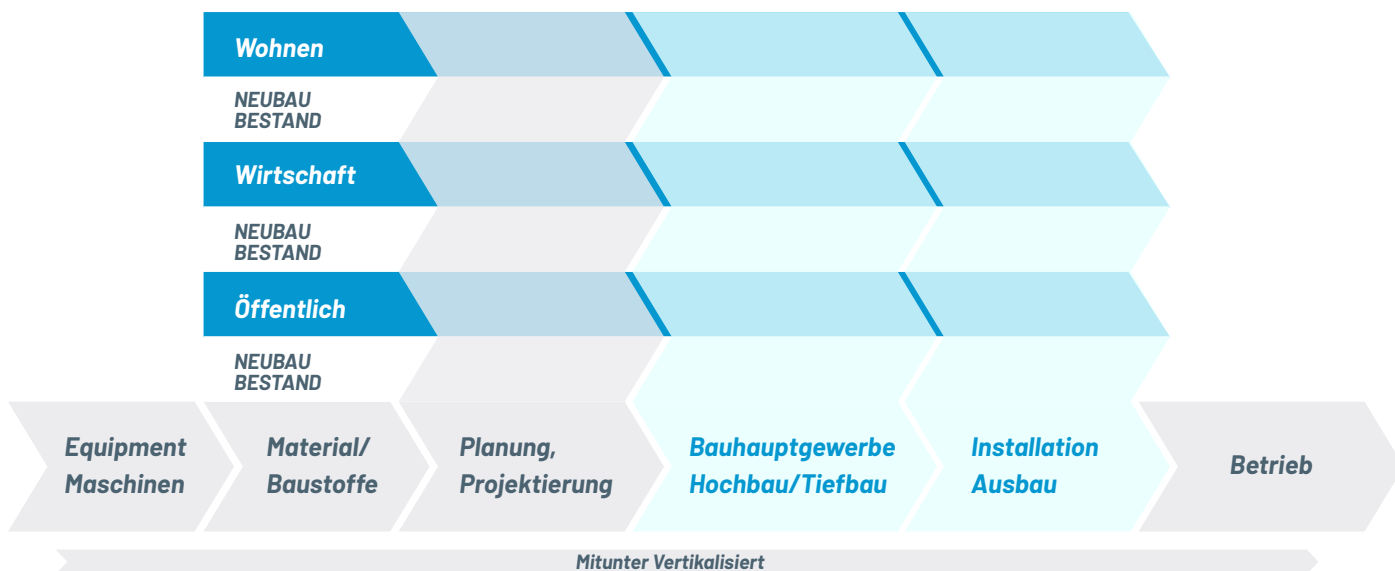 Wohnen
NEUBAU
BESTAND
Wirtschaft
NEUBAU
BESTAND
Öffentlich
NEUBAU
BESTAND
Equipment
Maschinen
Material/
Baustoffe
Planung,
Projektierung
Bauhauptgewerbe
Hochbau/Tiefbau
Installation
Ausbau
Betrieb
Mitunter Vertikalisiert